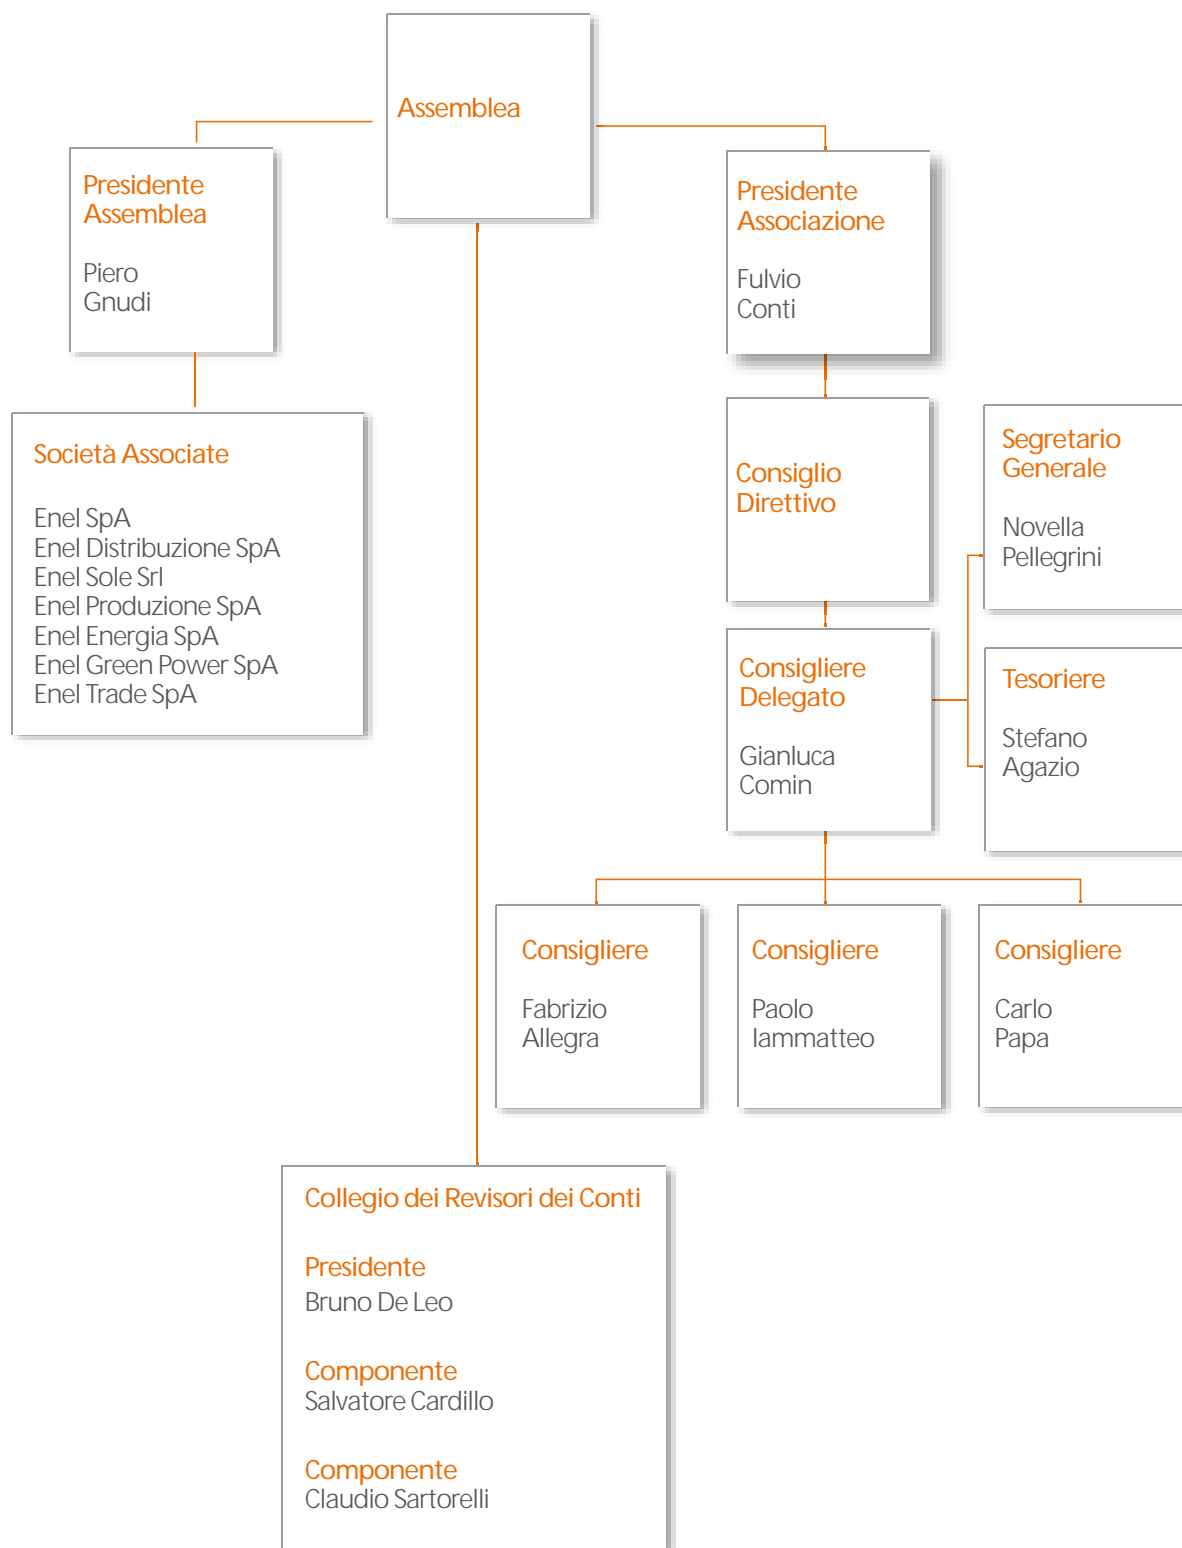 Assemblea
Presidente
Assemblea
Piero
Gnudi
Presidente
Associazione
Fulvio
Conti
Società Associate
Enel SpA
Enel Distribuzione SpA
Enel Sole Srl
Enel Produzione SpA
Enel Energia SpA
Enel Green Power SpA
Enel Trade SpA
Consiglio
Direttivo
Segretario
Generale
Novella
Pellegrini
Consigliere
Delegato
Gianluca
Comin
Tesoriere
Stefano
Agazio
Consigliere
Fabrizio
Allegra
Consigliere
Paolo
Iammatteo
Consigliere
Carlo
Papa
Collegio dei Revisori dei Conti
Presidente
Bruno De Leo
Componente
Salvatore Cardillo
Componente
Claudio Sartorelli